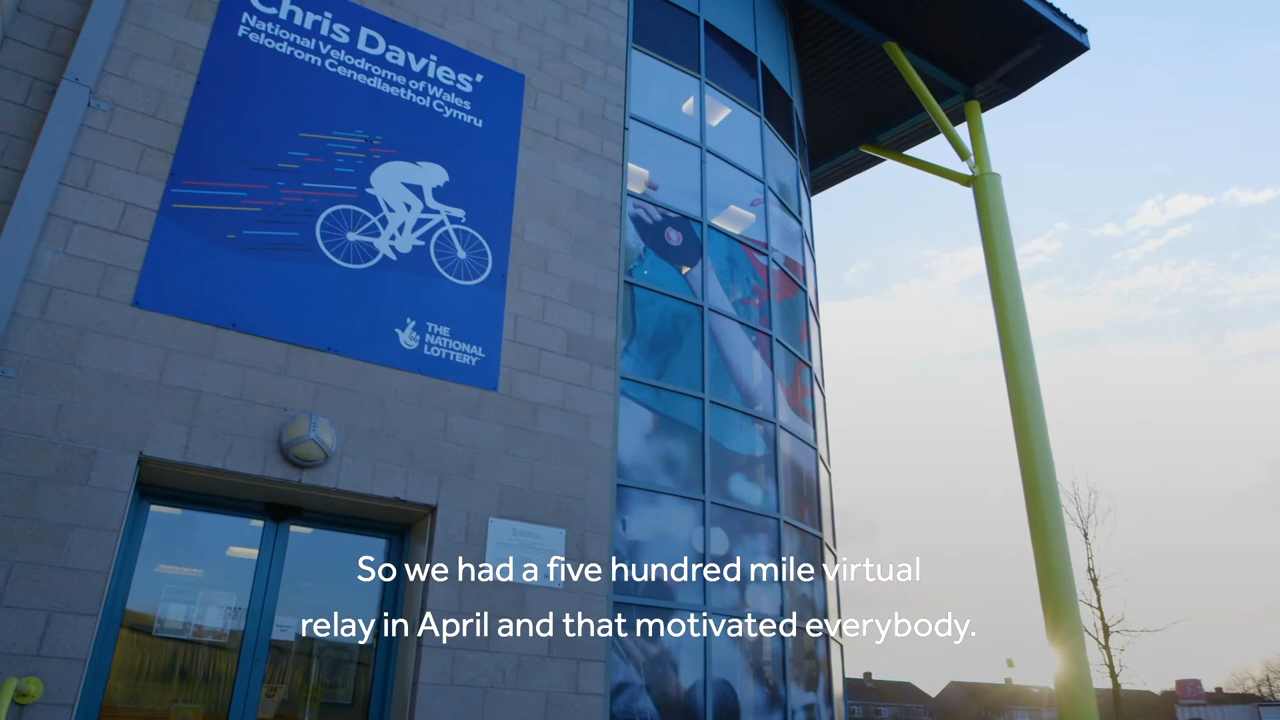 Chris Davies'
National Velodrome of Wales
Felodrom Cenedlaethol Cymru
THE
NATIONAL
LOTTERY
So we had a five hundred mile virtual
relay in April and that motivated everybody.